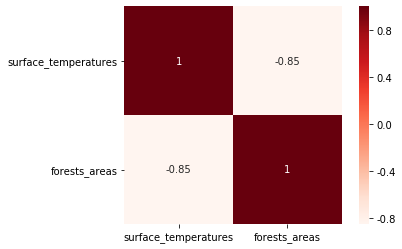 surface_temperatures
1
-0.85
forests_areas
-0.85
1
surface_temperatures
forests_areas
0.8
0.4
0.0
-0.4
-0.8